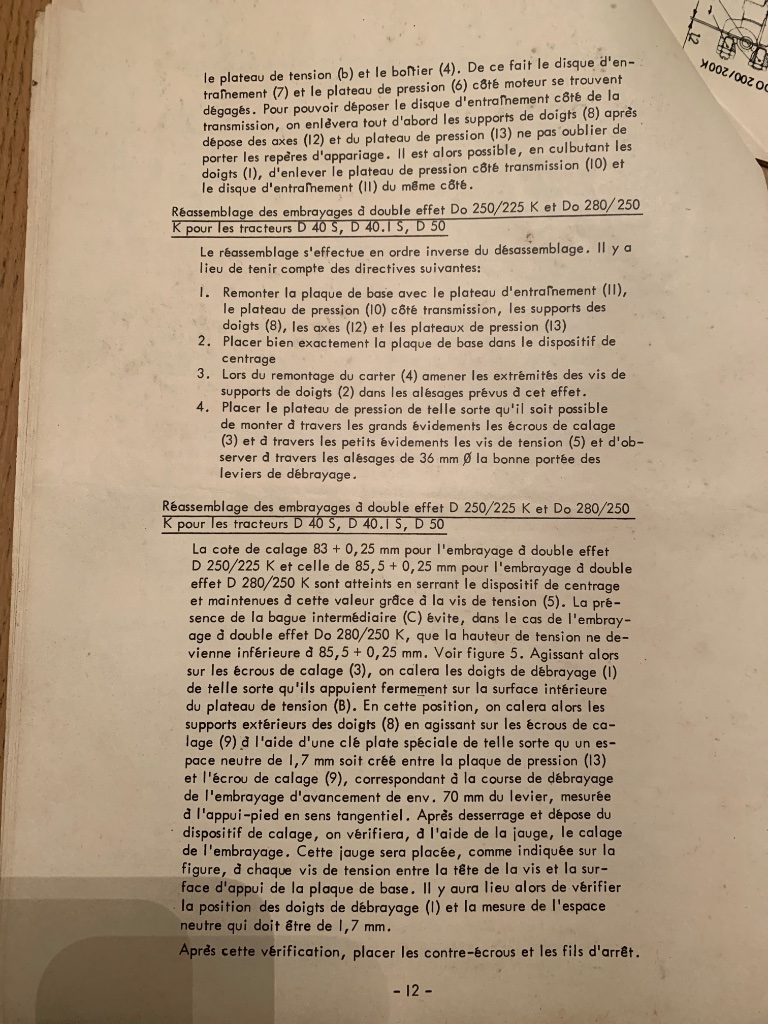 le plateau de tension (b) et le boîtier (4). De ce fait le disque d'en-
traînement (7) et le plateau de pression (6) côté moteur se trouvent
dégagés. Pour pouvoir déposer le disque d'entraînement côté de la
transmission, on enlèvera tout d'abord les supports de doigts (8) après
dépose des axes (12) et du plateau de pression (13) ne pas oublier de
porter les repères d'appariage. Il est alors possible, en culbutant les
doigts (1), d'enlever le plateau de pression côté transmission (10) et
le disque d'entraînement (11) du même côté.
Réassemblage des embrayages à double effet Do 250/225 K et Do 280/250
K pour les tracteurs D 40 S, D 40.1 S, D 50
Le réassemblage s'effectue en ordre inverse du désassemblage. Il y a
lieu de tenir compte des directives suivantes:
1. Remonter la plaque de base avec le plateau d'entraînement (11),
le plateau de pression (10) côté transmission, les supports des
doigts (8), les axes (12) et les plateaux de pression (13)
2. Placer bien exactement la plaque de base dans le dispositif de
centrage
3. Lors du remontage du carter (4) amener les extrémités des vis de
supports de doigts (2) dans les alésages prévus à cet effet.
4. Placer le plateau de pression de telle sorte qu'il soit possible
de monter à travers les grands évidements les écrous de calage
(3) et à travers les petits évidements les vis de tension (5) et d'ob-
server à travers les alésages de 36 mm Ø la bonne portée des
leviers de débrayage.
Réassemblage des embrayages à double effet D 250/225 K et Do 280/250
K pour les tracteurs D 40 S, D 40.1 S, D 50
La cote de calage 83 + 0,25 mm pour l'embrayage à double effet
D 250/225 K et celle de 85,5 + 0,25 mm pour l'embrayage à double
effet D 280/250 K sont atteints en serrant le dispositif de centrage
et maintenues à cette valeur grâce à la vis de tension (5). La pré-
sence de la bague intermédiaire (C) évite, dans le cas de l'embray-
age à double effet Do 280/250 K, que la hauteur de tension ne de-
vienne inférieure à 85,5 + 0,25 mm. Voir figure 5. Agissant alors
sur les écrous de calage (3), on calera les doigts de débrayage (1)
de telle sorte qu'ils appuient fermement sur la surface intérieure
du plateau de tension (B). En cette position, on calera alors les
supports extérieurs des doigts (8) en agissant sur les écrous de ca-
lage (9) à l'aide d'une clé plate spéciale de telle sorte qu un es-
pace neutre de 1,7 mm soit créé entre la plaque de pression (13)
et l'écrou de calage (9), correspondant à la course de débrayage
de l'embrayage d'avancement de env. 70 mm du levier, mesurée
à l'appui-pied en sens tangentiel. Après desserrage et dépose du
dispositif de calage, on vérifiera, à l'aide de la jauge, le calage
de l'embrayage. Cette jauge sera placée, comme indiquée sur la
figure, à chaque vis de tension entre la tête de la vis et la sur-
face d'appui de la plaque de base. Il y aura lieu alors de vérifier
la position des doigts de débrayage (1) et la mesure de l'espace
neutre qui doit être de 1,7 mm.
Après cette vérification, placer les contre-écrous et les fils d'arrêt.
- 12 -
12
DO 200/200K